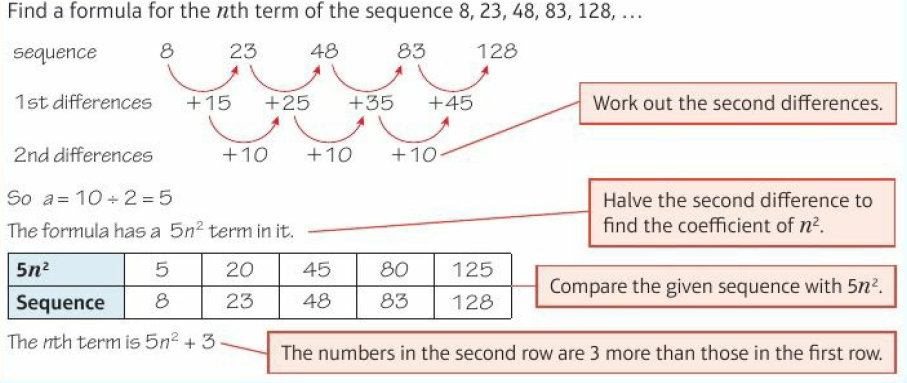 Find a formula for the nth term of the sequence 8, 23, 48, 83, 128, …
sequence 8 23 48 83 128
1st differences +15 +25 +35 +45
Work out the second differences.
2nd differences +10 +10 +10
So a = 10 ÷ 2 = 5
Halve the second difference to
find the coefficient of n².
The formula has a 5n² term in it.
5n² 5 20 45 80 125
Sequence 8 23 48 83 128
Compare the given sequence with 5n².
The nth term is 5n² + 3
The numbers in the second row are 3 more than those in the first row.